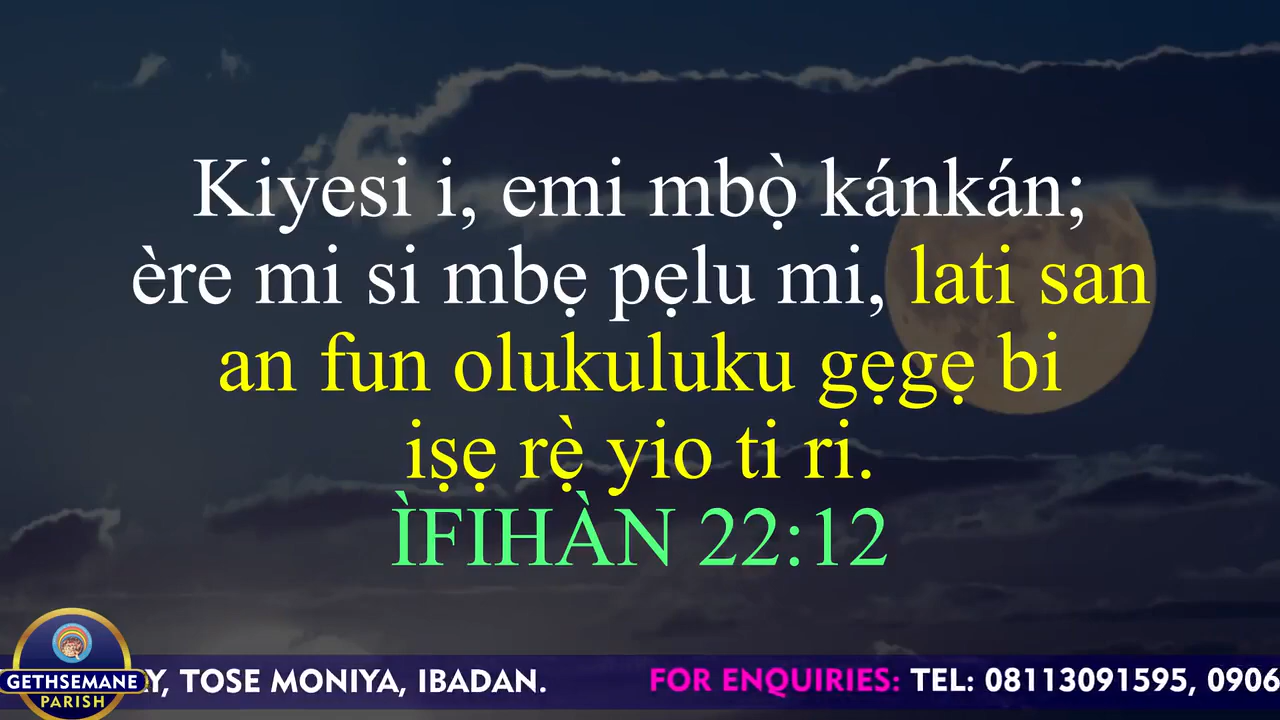 Kiyesi i, emi mbọ̀ kánkán;
ère mi si mbẹ pẹlu mi, lati san
an fun olukuluku gẹgẹ bi
iṣẹ rẹ̀ yio ti ri.
ÌFIHÀN 22:12
GETHSEMANE
PARISH
Y, TOSE MONIYA, IBADAN. FOR ENQUIRIES: TEL: 08113091595, 0906